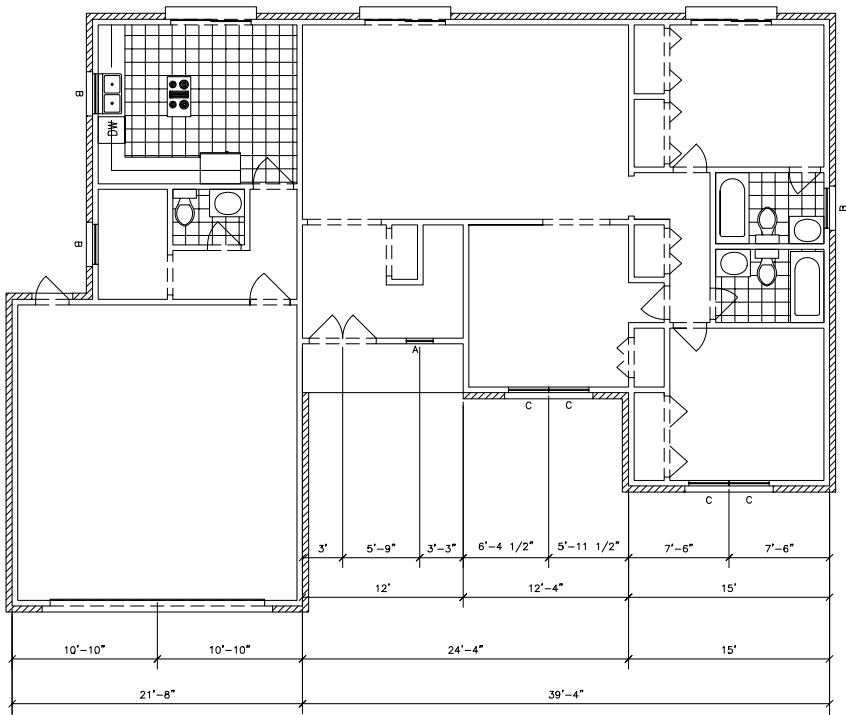 B
DW
B
B
A
C C
C C
3' 5'-9" 3'-3" 6'-4 1/2" 5'-11 1/2" 7'-6" 7'-6"
12' 12'-4" 15'
10'-10" 10'-10" 24'-4" 15'
21'-8" 39'-4"